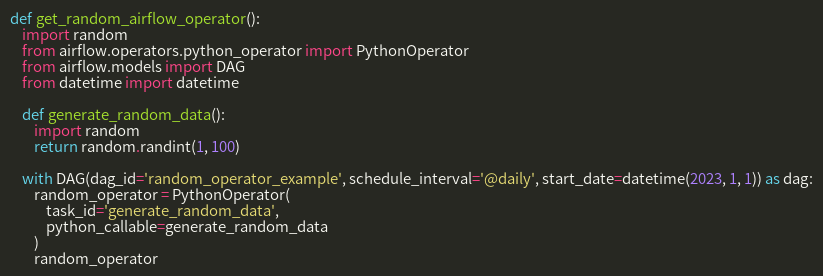 def get_random_airflow_operator():
    import random
    from airflow.operators.python_operator import PythonOperator
    from airflow.models import DAG
    from datetime import datetime

    def generate_random_data():
        import random
        return random.randint(1, 100)

    with DAG(dag_id='random_operator_example', schedule_interval='@daily', start_date=datetime(2023, 1, 1)) as dag:
        random_operator = PythonOperator(
            task_id='generate_random_data',
            python_callable=generate_random_data
        )
        random_operator